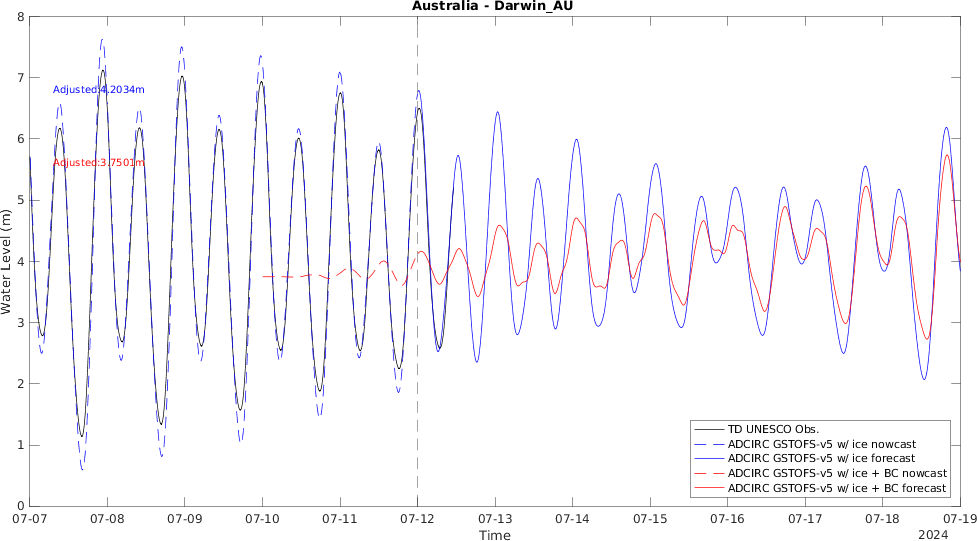 Australia - Darwin_AU
Water Level (m)
8
7
6
5
4
3
2
1
0
Adjusted:4.2034m
Adjusted:3.7501m
TD UNESCO Obs.
ADCIRC GSTOFS-v5 w/ ice nowcast
ADCIRC GSTOFS-v5 w/ ice forecast
ADCIRC GSTOFS-v5 w/ ice + BC nowcast
ADCIRC GSTOFS-v5 w/ ice + BC forecast
07-07 07-08 07-09 07-10 07-11 07-12 07-13 07-14 07-15 07-16 07-17 07-18 07-19
Time
2024